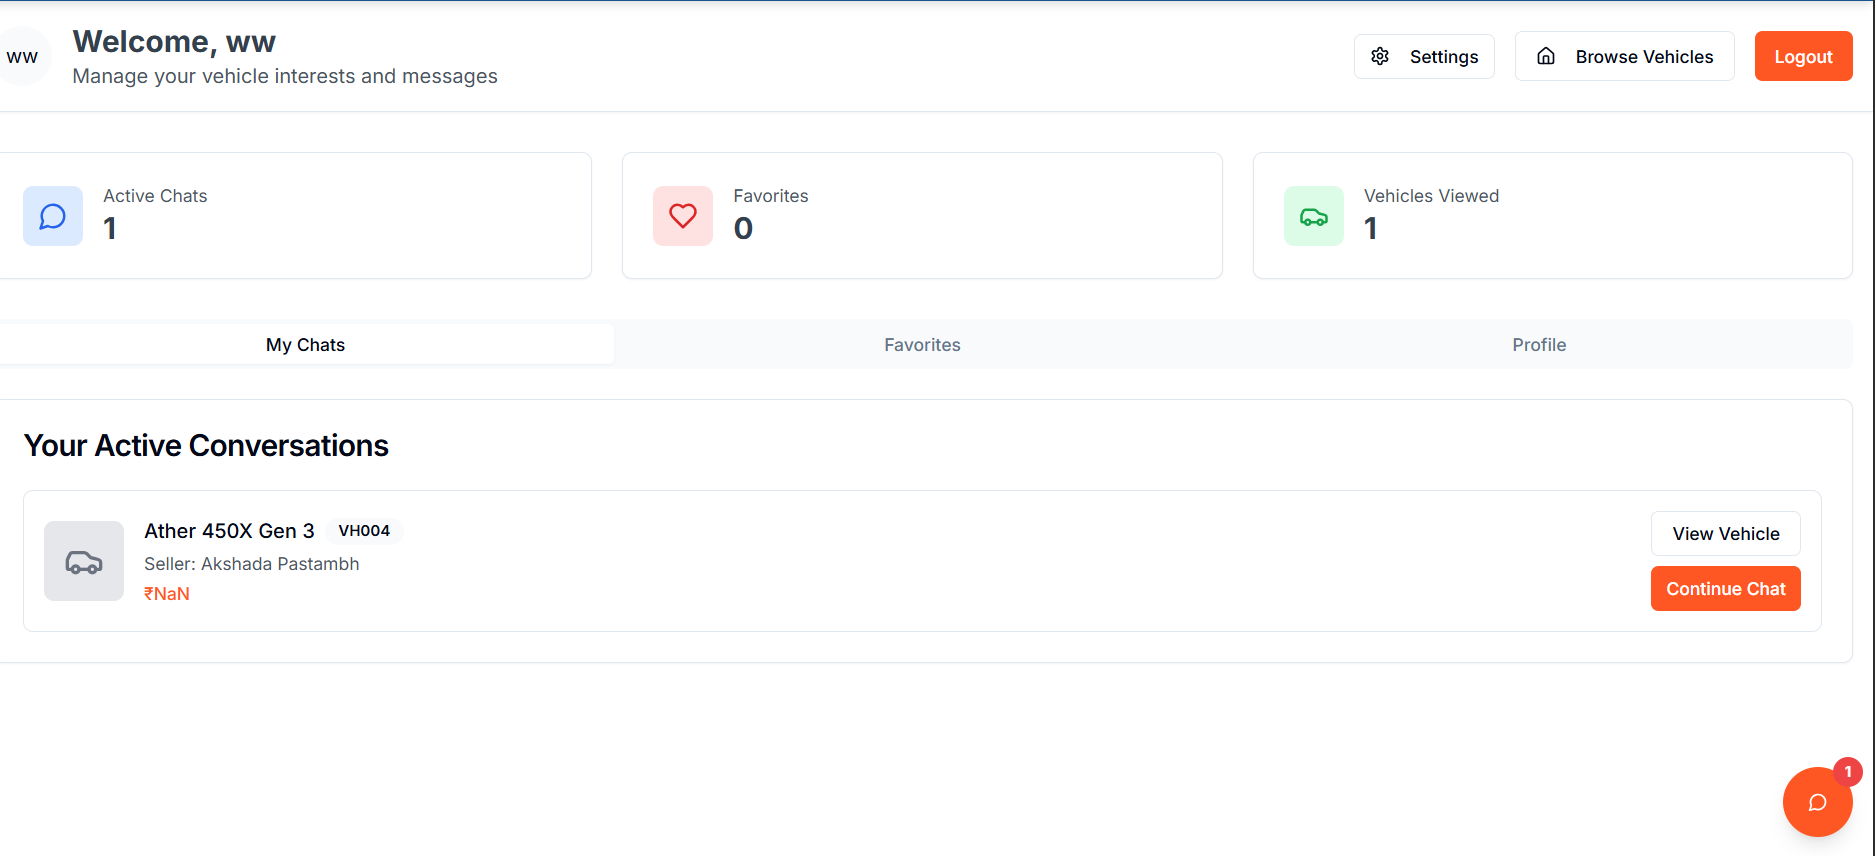 ww
Welcome, ww
Manage your vehicle interests and messages
Settings
Browse Vehicles
Logout
Active Chats
1
Favorites
0
Vehicles Viewed
1
My Chats
Favorites
Profile
Your Active Conversations
Ather 450X Gen 3 VH004
Seller: Akshada Pastambh
₹NaN
View Vehicle
Continue Chat
1